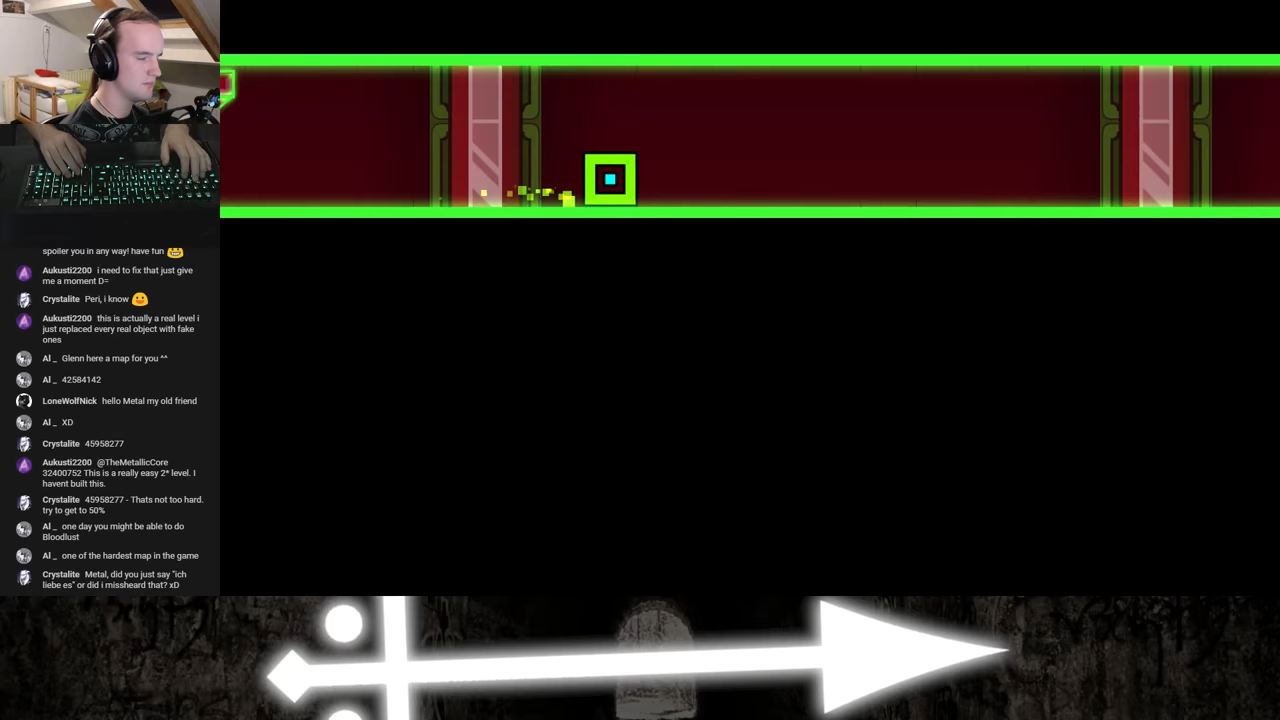 spoiler you in any way! have fun
Aukusti2200 i need to fix that just give
me a moment D=
Crystalite Peri, i know
Aukusti2200 this is actually a real level i
just replaced every real object with fake
ones
Al _ Glenn here a map for you ^^
Al _ 42584142
LoneWolfNick hello Metal my old friend
Al _ XD
Crystalite 45958277
Aukusti2200 @TheMetallicCore
32400752 This is a really easy 2* level. I
havent built this.
Crystalite 45958277 - Thats not too hard.
try to get to 50%
Al _ one day you might be able to do
Bloodlust
Al _ one of the hardest map in the game
Crystalite Metal, did you just say "ich
liebe es" or did i missheard that? xD